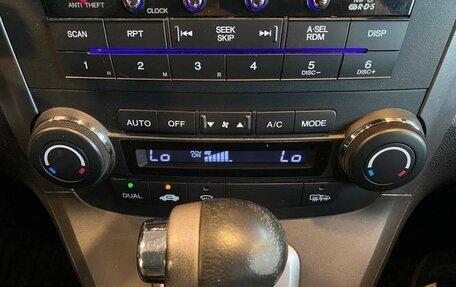 ANTI THEFT
CLOCK
R·D·S
SCAN RPT SEEK SKIP A.SEL RDM DISP
1 2 3 4 5 6
H M R DISC− DISC+
AUTO OFF A/C MODE
Lo Lo
DUAL